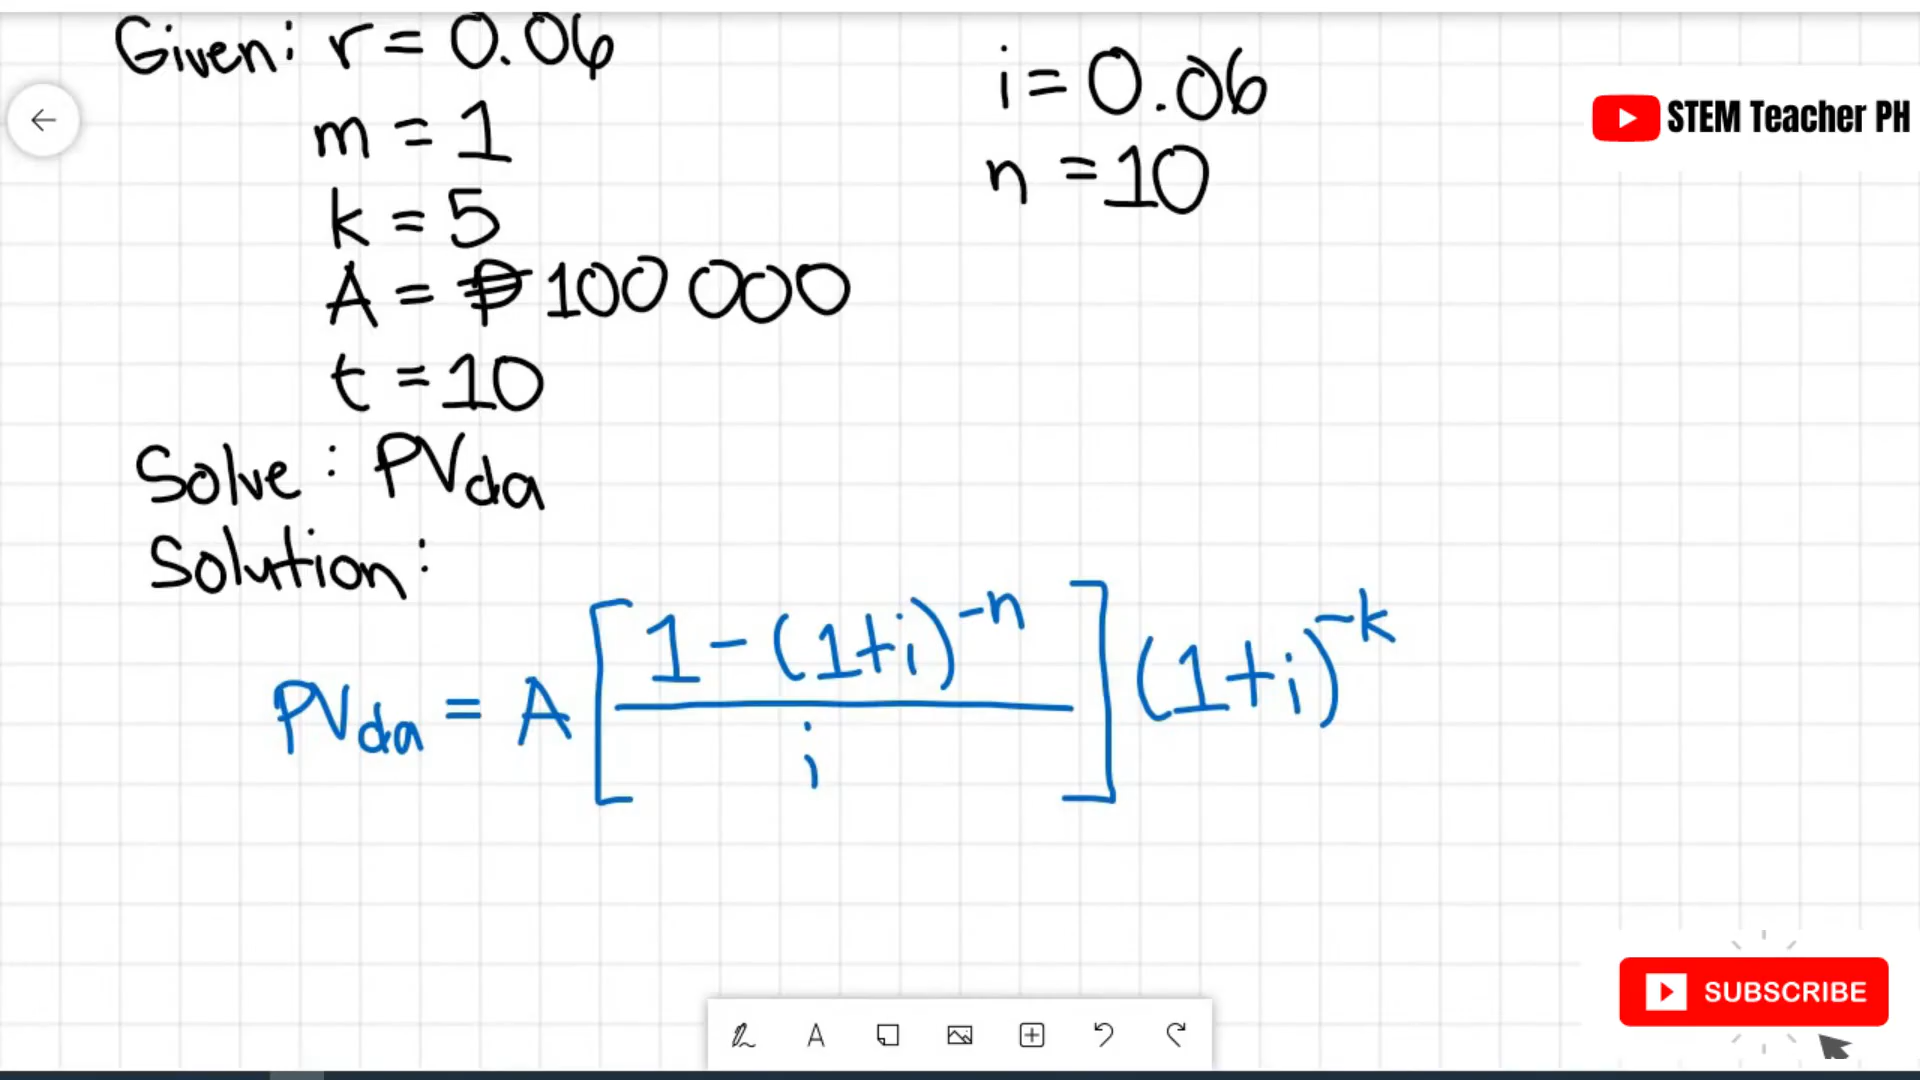 Given: r = 0.06
i = 0.06
STEM Teacher PH
m = 1
n = 10
k = 5
A = ₱ 100 000
t = 10
Solve : PVda
Solution :
PVda = A [ 1 - (1+i)^-n / i ] (1+i)^-k
A
SUBSCRIBE